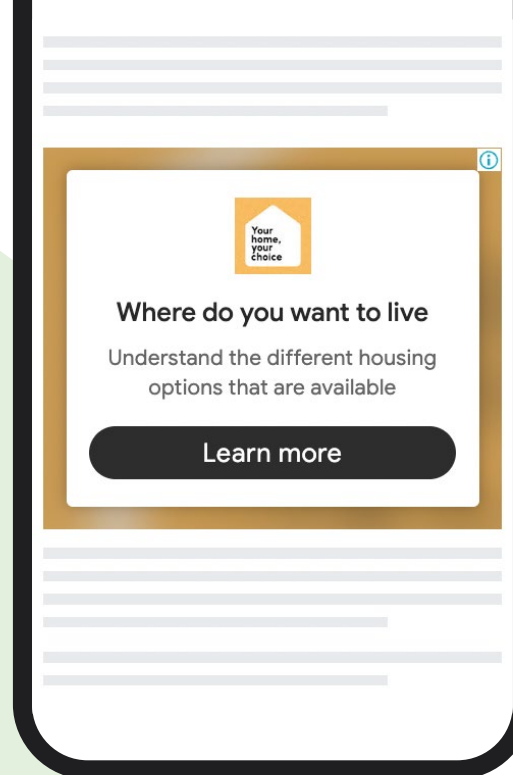 Your
home,
your
choice
Where do you want to live
Understand the different housing
options that are available
Learn more